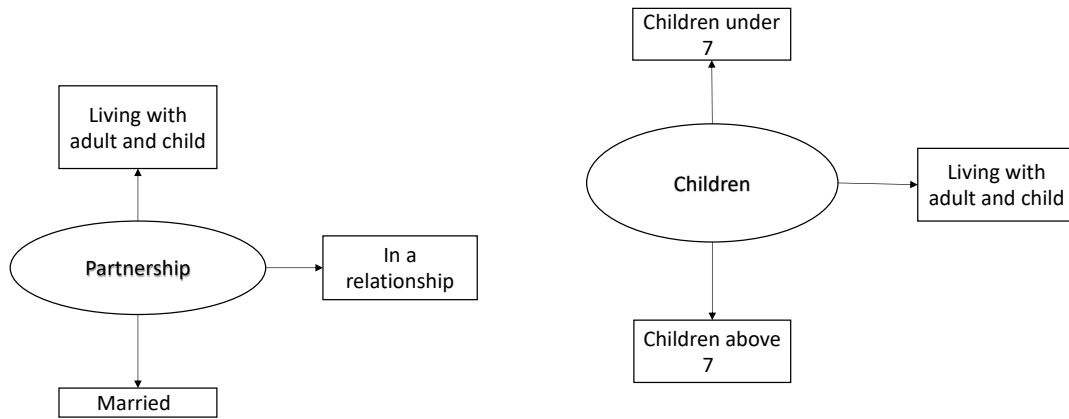 Living with
adult and child
Partnership
In a
relationship
Married
Children under
7
Children
Living with
adult and child
Children above
7